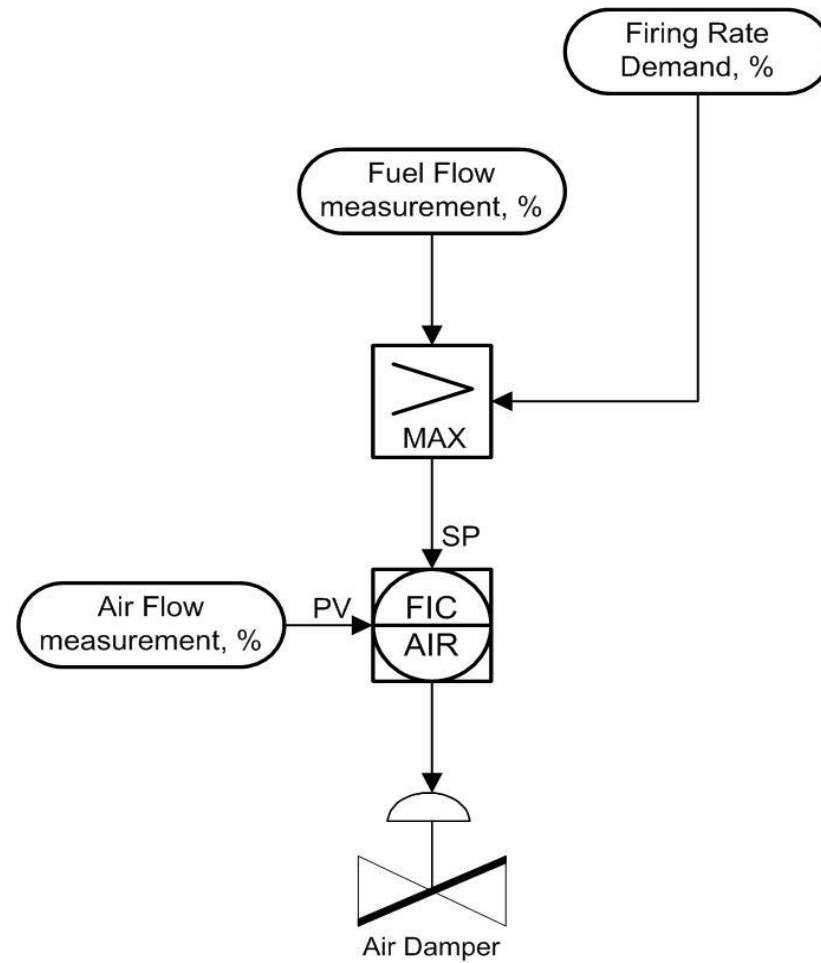 Firing Rate
Demand, %
Fuel Flow
measurement, %
MAX
SP
Air Flow
measurement, %
PV
FIC
AIR
Air Damper